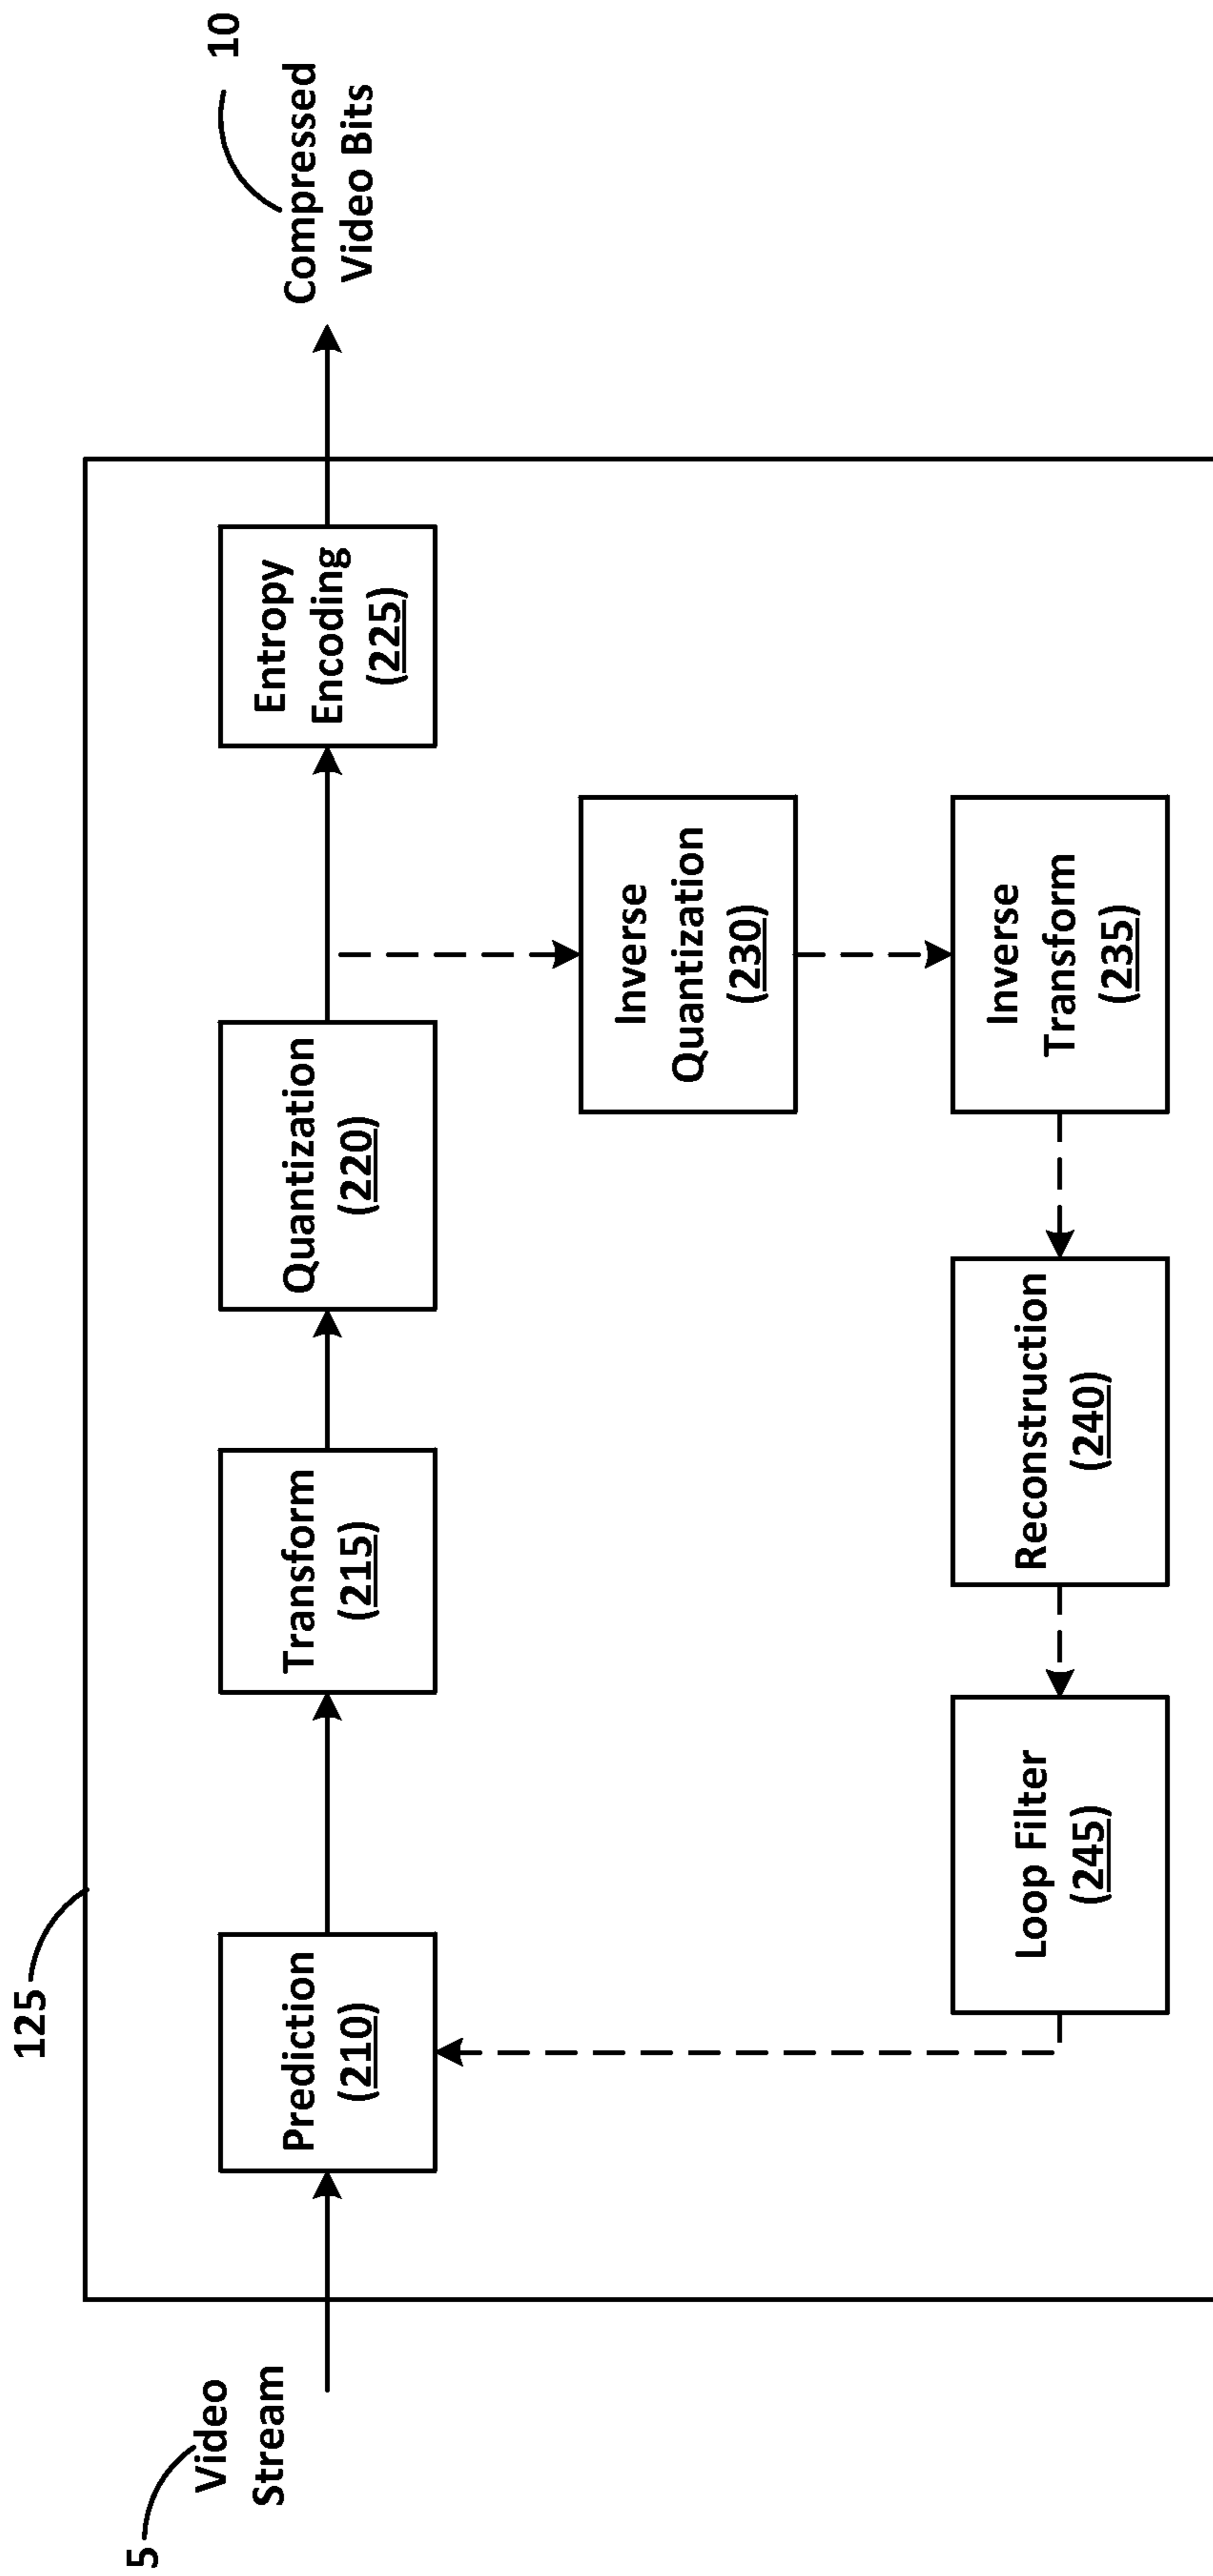 125
5
Video
Stream
Prediction
(210)
Transform
(215)
Quantization
(220)
Entropy
Encoding
(225)
10
Compressed
Video Bits
Inverse
Quantization
(230)
Loop Filter
(245)
Reconstruction
(240)
Inverse
Transform
(235)